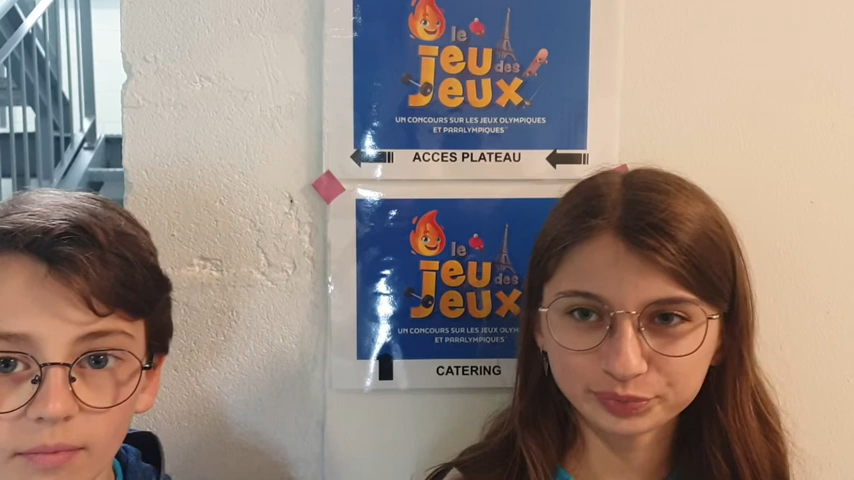 le
Jeu des
Jeux
UN CONCOURS SUR LES JEUX OLYMPIQUES
ET PARALYMPIQUES
ACCES PLATEAU
le
Jeu des
Jeux
UN CONCOURS SUR LES JEUX OLYM
ET PARALYMPIQUES
CATERING